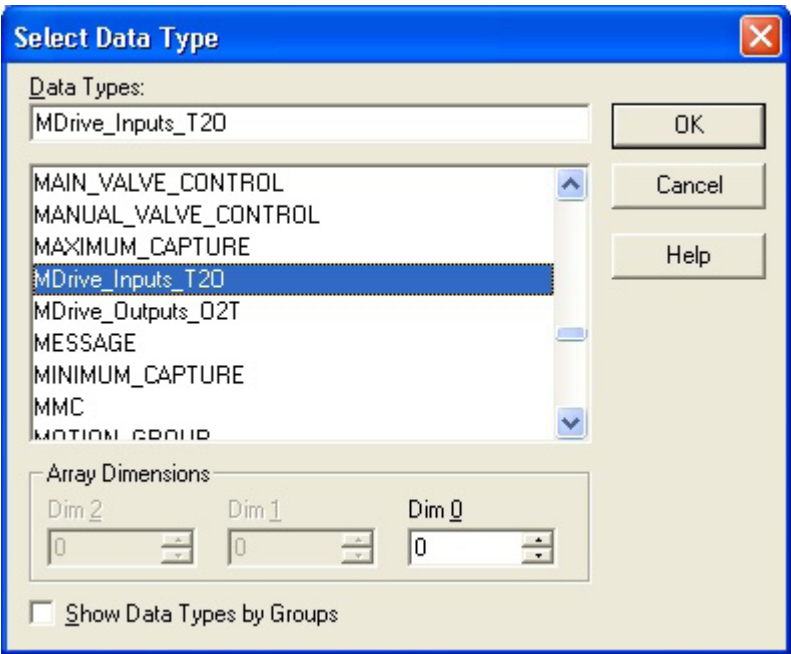 Select Data Type
Data Types:
MDrive_Inputs_T2O
OK
MAIN_VALVE_CONTROL
MANUAL_VALVE_CONTROL
MAXIMUM_CAPTURE
MDrive_Inputs_T2O
MDrive_Outputs_O2T
MESSAGE
MINIMUM_CAPTURE
MMC
MOTION_GROUP
Cancel
Help
Array Dimensions
Dim 2 Dim 1 Dim 0
0 0 0
Show Data Types by Groups